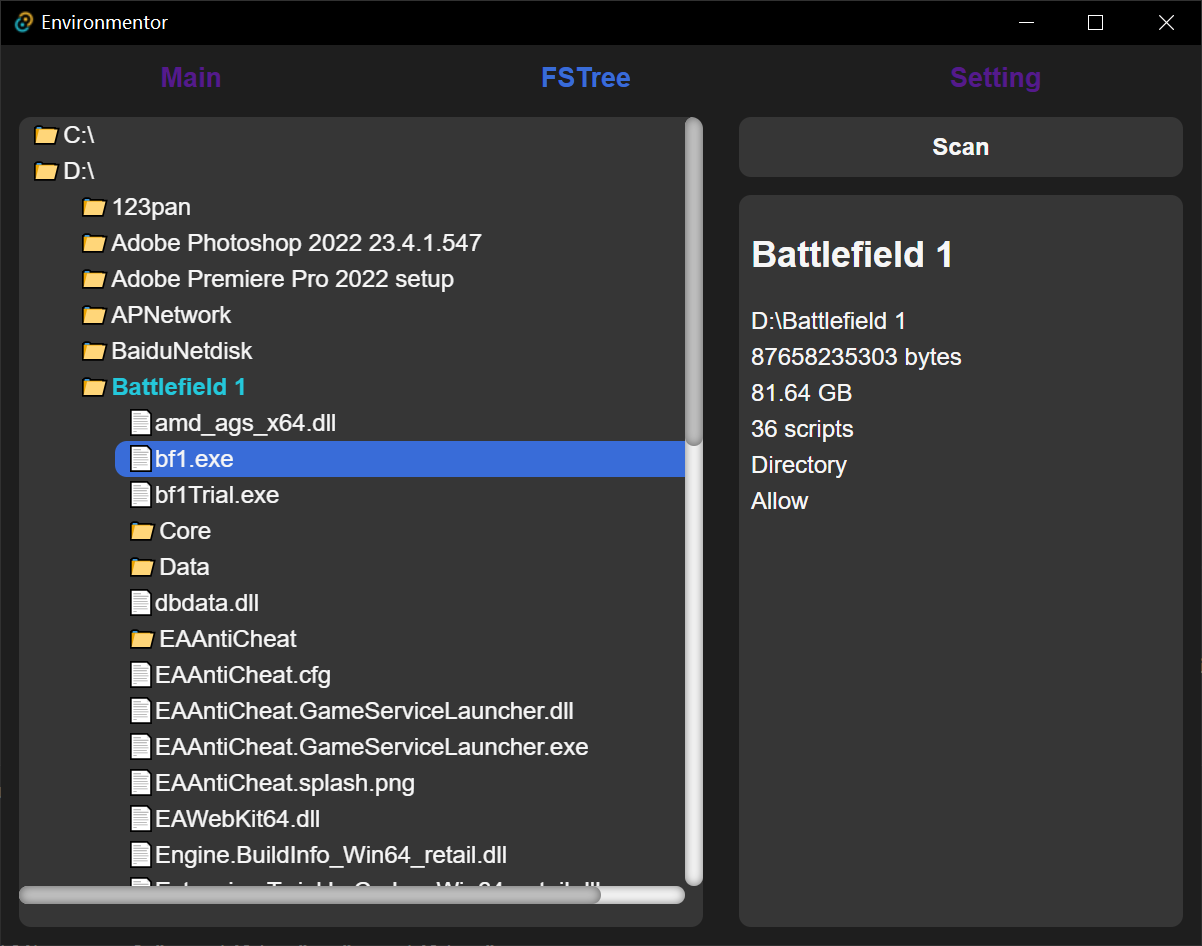 Environmentor
Main
FSTree
Setting
C:\
D:\
123pan
Adobe Photoshop 2022 23.4.1.547
Adobe Premiere Pro 2022 setup
APNetwork
BaiduNetdisk
Battlefield 1
amd_ags_x64.dll
bf1.exe
bf1Trial.exe
Core
Data
dbdata.dll
EAAntiCheat
EAAntiCheat.cfg
EAAntiCheat.GameServiceLauncher.dll
EAAntiCheat.GameServiceLauncher.exe
EAAntiCheat.splash.png
EAWebKit64.dll
Engine.BuildInfo_Win64_retail.dll
Scan
Battlefield 1
D:\Battlefield 1
87658235303 bytes
81.64 GB
36 scripts
Directory
Allow